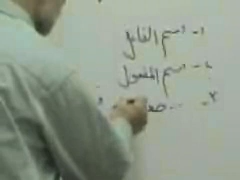 ١- اسم الفاعل
٢- اسم المفعول
٣-